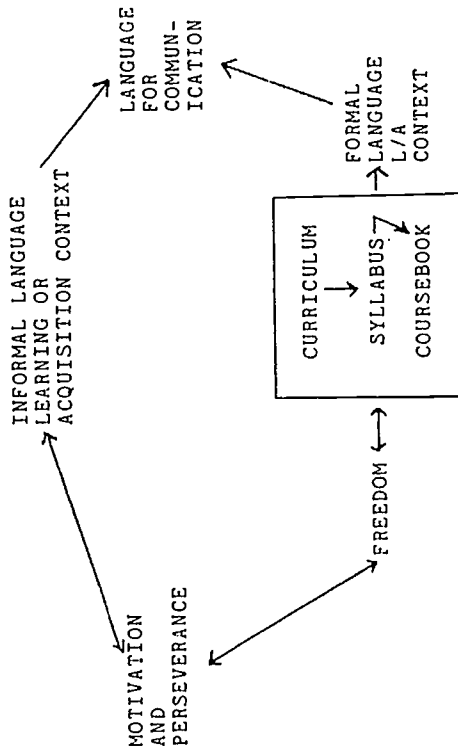 INFORMAL LANGUAGE
LEARNING OR
ACQUISITION CONTEXT
MOTIVATION
AND
PERSEVERANCE
LANGUAGE
FOR
COMMUN-
ICATION
FREEDOM
CURRICULUM
SYLLABUS
COURSEBOOK
FORMAL
LANGUAGE
L/A
CONTEXT